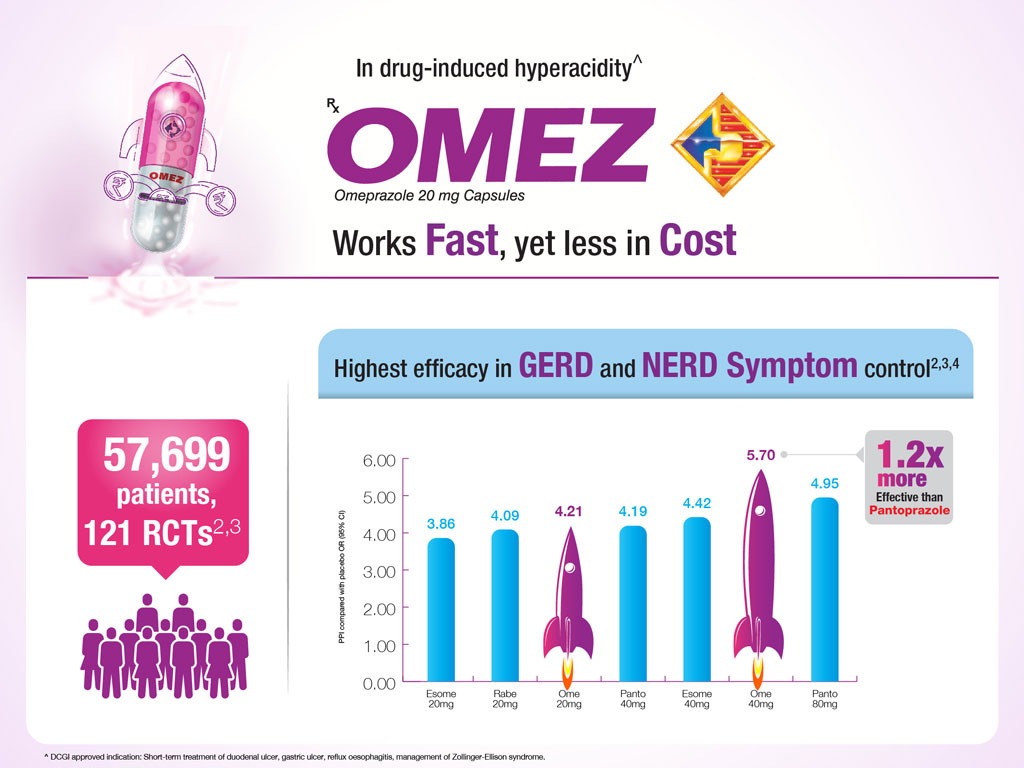 In drug-induced hyperacidity^
Rx
OMEZ
Omeprazole 20 mg Capsules
Works Fast, yet less in Cost
OMEZ
₹
₹
Highest efficacy in GERD and NERD Symptom control2,3,4
57,699
patients,
121 RCTs2,3
PPI compared with placebo OR (95% CI)
6.00
5.00
4.00
3.00
2.00
1.00
0.00
3.86
4.09
4.21
4.19
4.42
5.70
4.95
Esome
20mg
Rabe
20mg
Ome
20mg
Panto
40mg
Esome
40mg
Ome
40mg
Panto
80mg
1.2x
more
Effective than
Pantoprazole
^ DCGI approved indication: Short-term treatment of duodenal ulcer, gastric ulcer, reflux oesophagitis, management of Zollinger-Ellison syndrome.